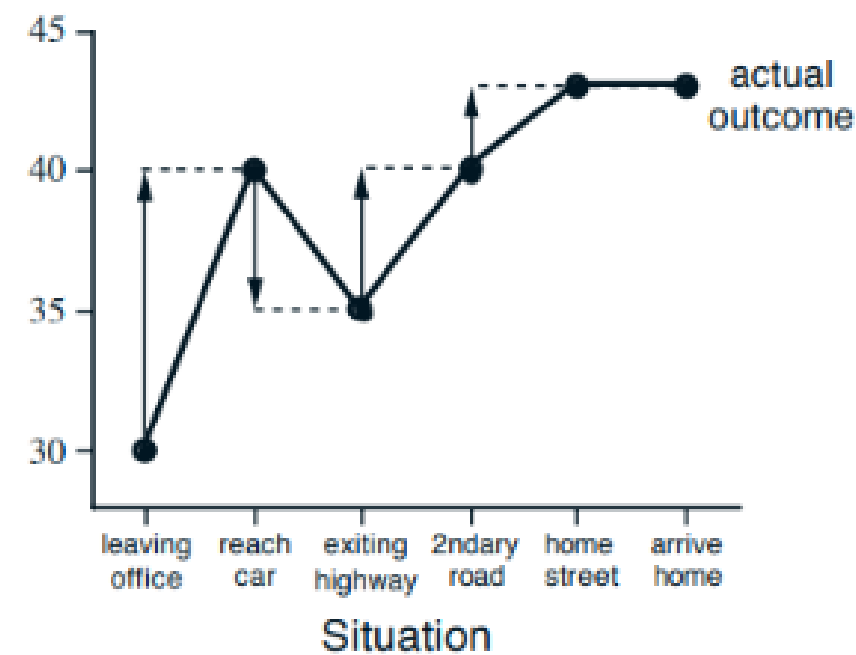 45
40
35
30
actual
outcome
leaving
office
reach
car
exiting
highway
2ndary
road
home
street
arrive
home
Situation